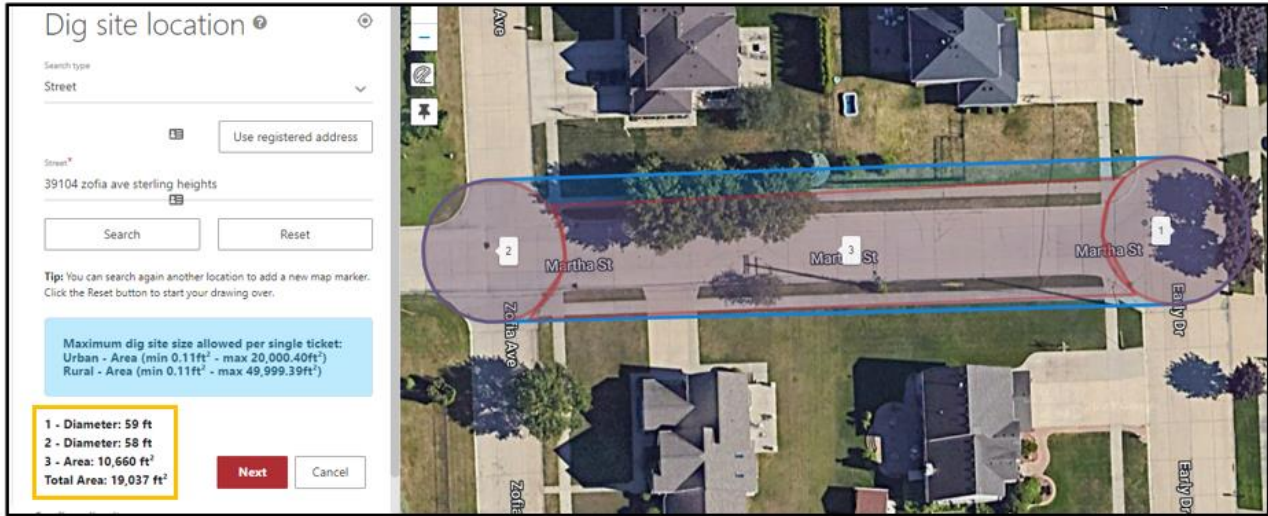 Dig site location
Search type
Street
Use registered address
Street*
39104 zofia ave sterling heights
Search
Reset
Tip: You can search again another location to add a new map marker.
Click the Reset button to start your drawing over.
Maximum dig site size allowed per single ticket:
Urban - Area (min 0.11ft² - max 20,000.40ft²)
Rural - Area (min 0.11ft² - max 49,999.39ft²)
1 - Diameter: 59 ft
2 - Diameter: 58 ft
3 - Area: 10,660 ft²
Total Area: 19,037 ft²
Next
Cancel
Ave
2
Martha St
Martha St
3
Martha St
1
Zofia Ave
Early Dr
Zofia
Early Dr